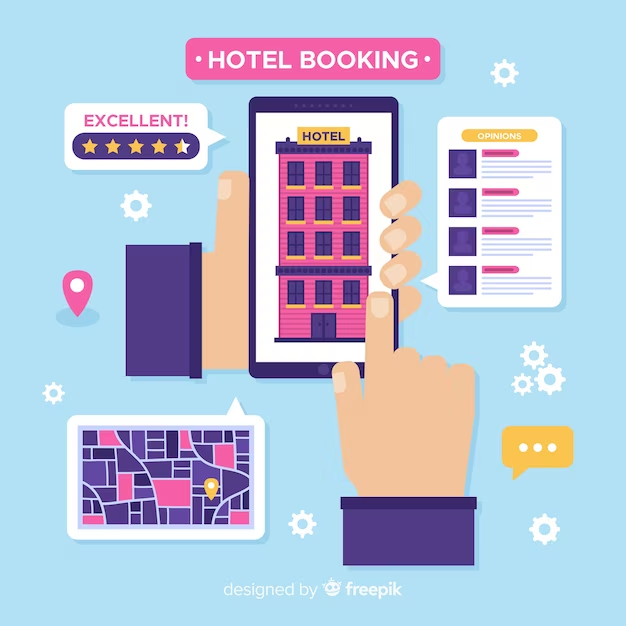 • HOTEL BOOKING •
EXCELLENT!
HOTEL
OPINIONS
designed by freepik